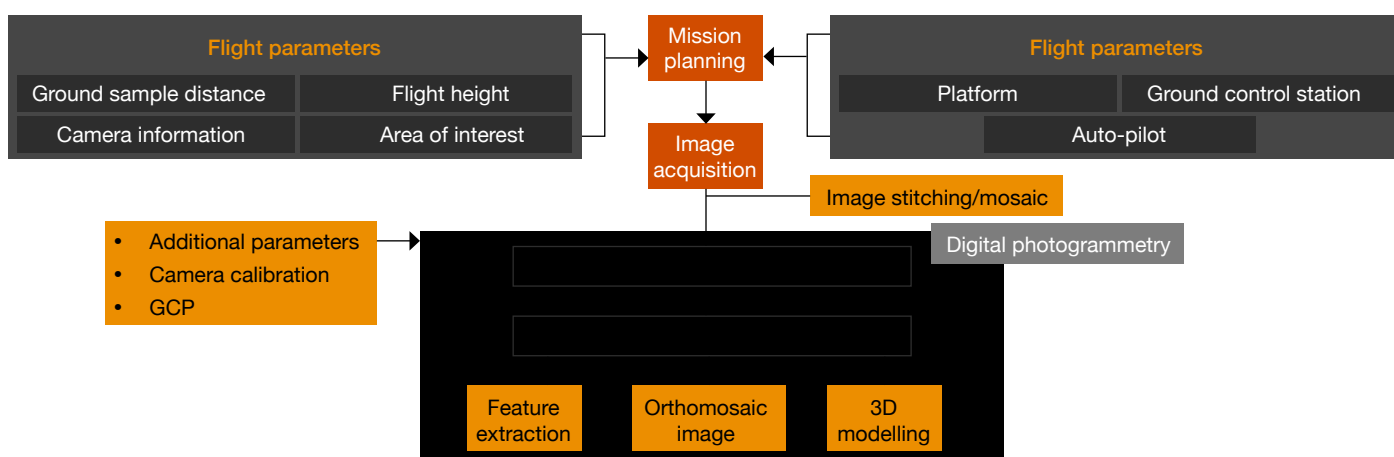 Flight parameters
Ground sample distance
Flight height
Camera information
Area of interest
Mission
planning
Flight parameters
Platform
Ground control station
Auto-pilot
Image
acquisition
Image stitching/mosaic
• Additional parameters
• Camera calibration
• GCP
Digital photogrammetry
Feature
extraction
Orthomosaic
image
3D
modelling